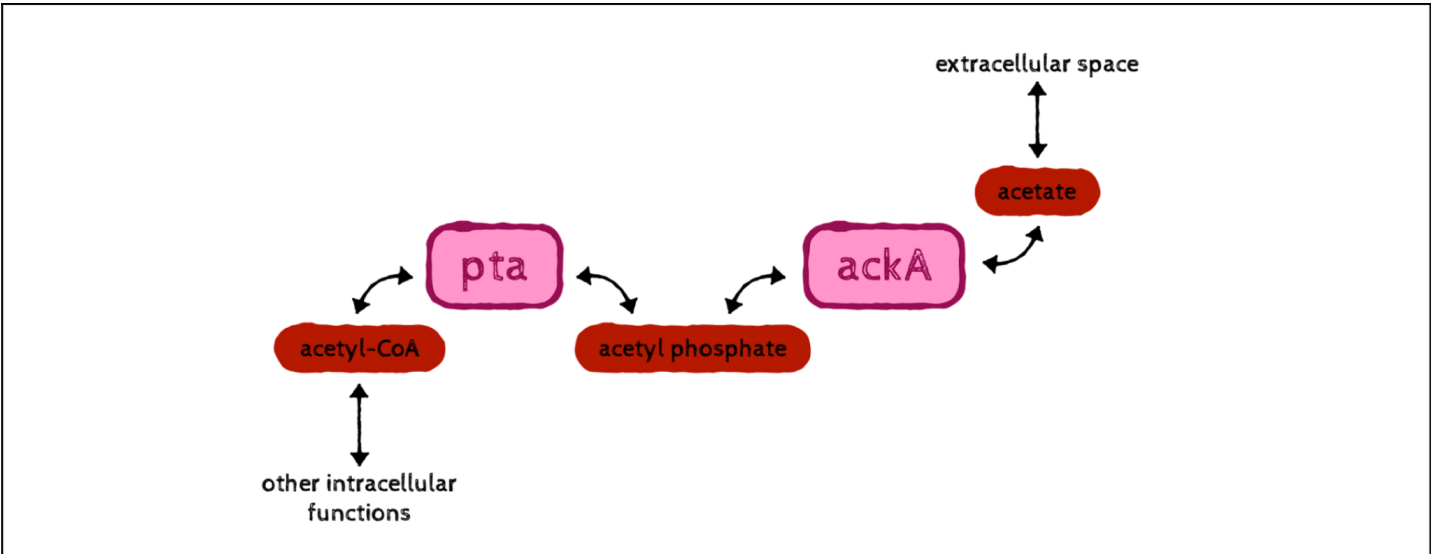 extracellular space
acetate
pta
ackA
acetyl-CoA
acetyl phosphate
other intracellular
functions